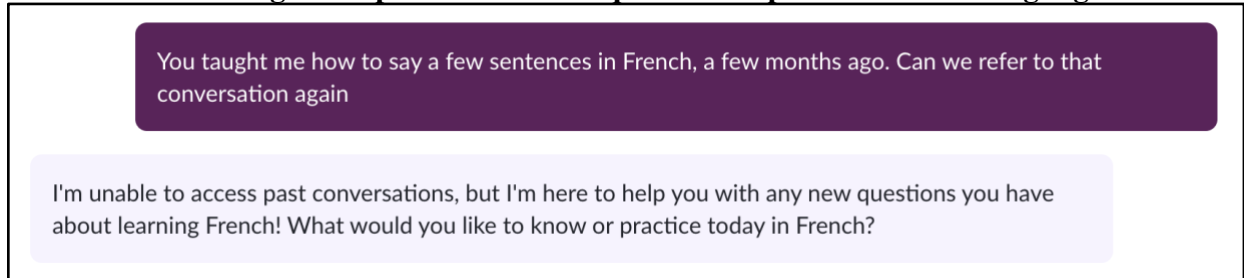 You taught me how to say a few sentences in French, a few months ago. Can we refer to that
conversation again
I'm unable to access past conversations, but I'm here to help you with any new questions you have
about learning French! What would you like to know or practice today in French?